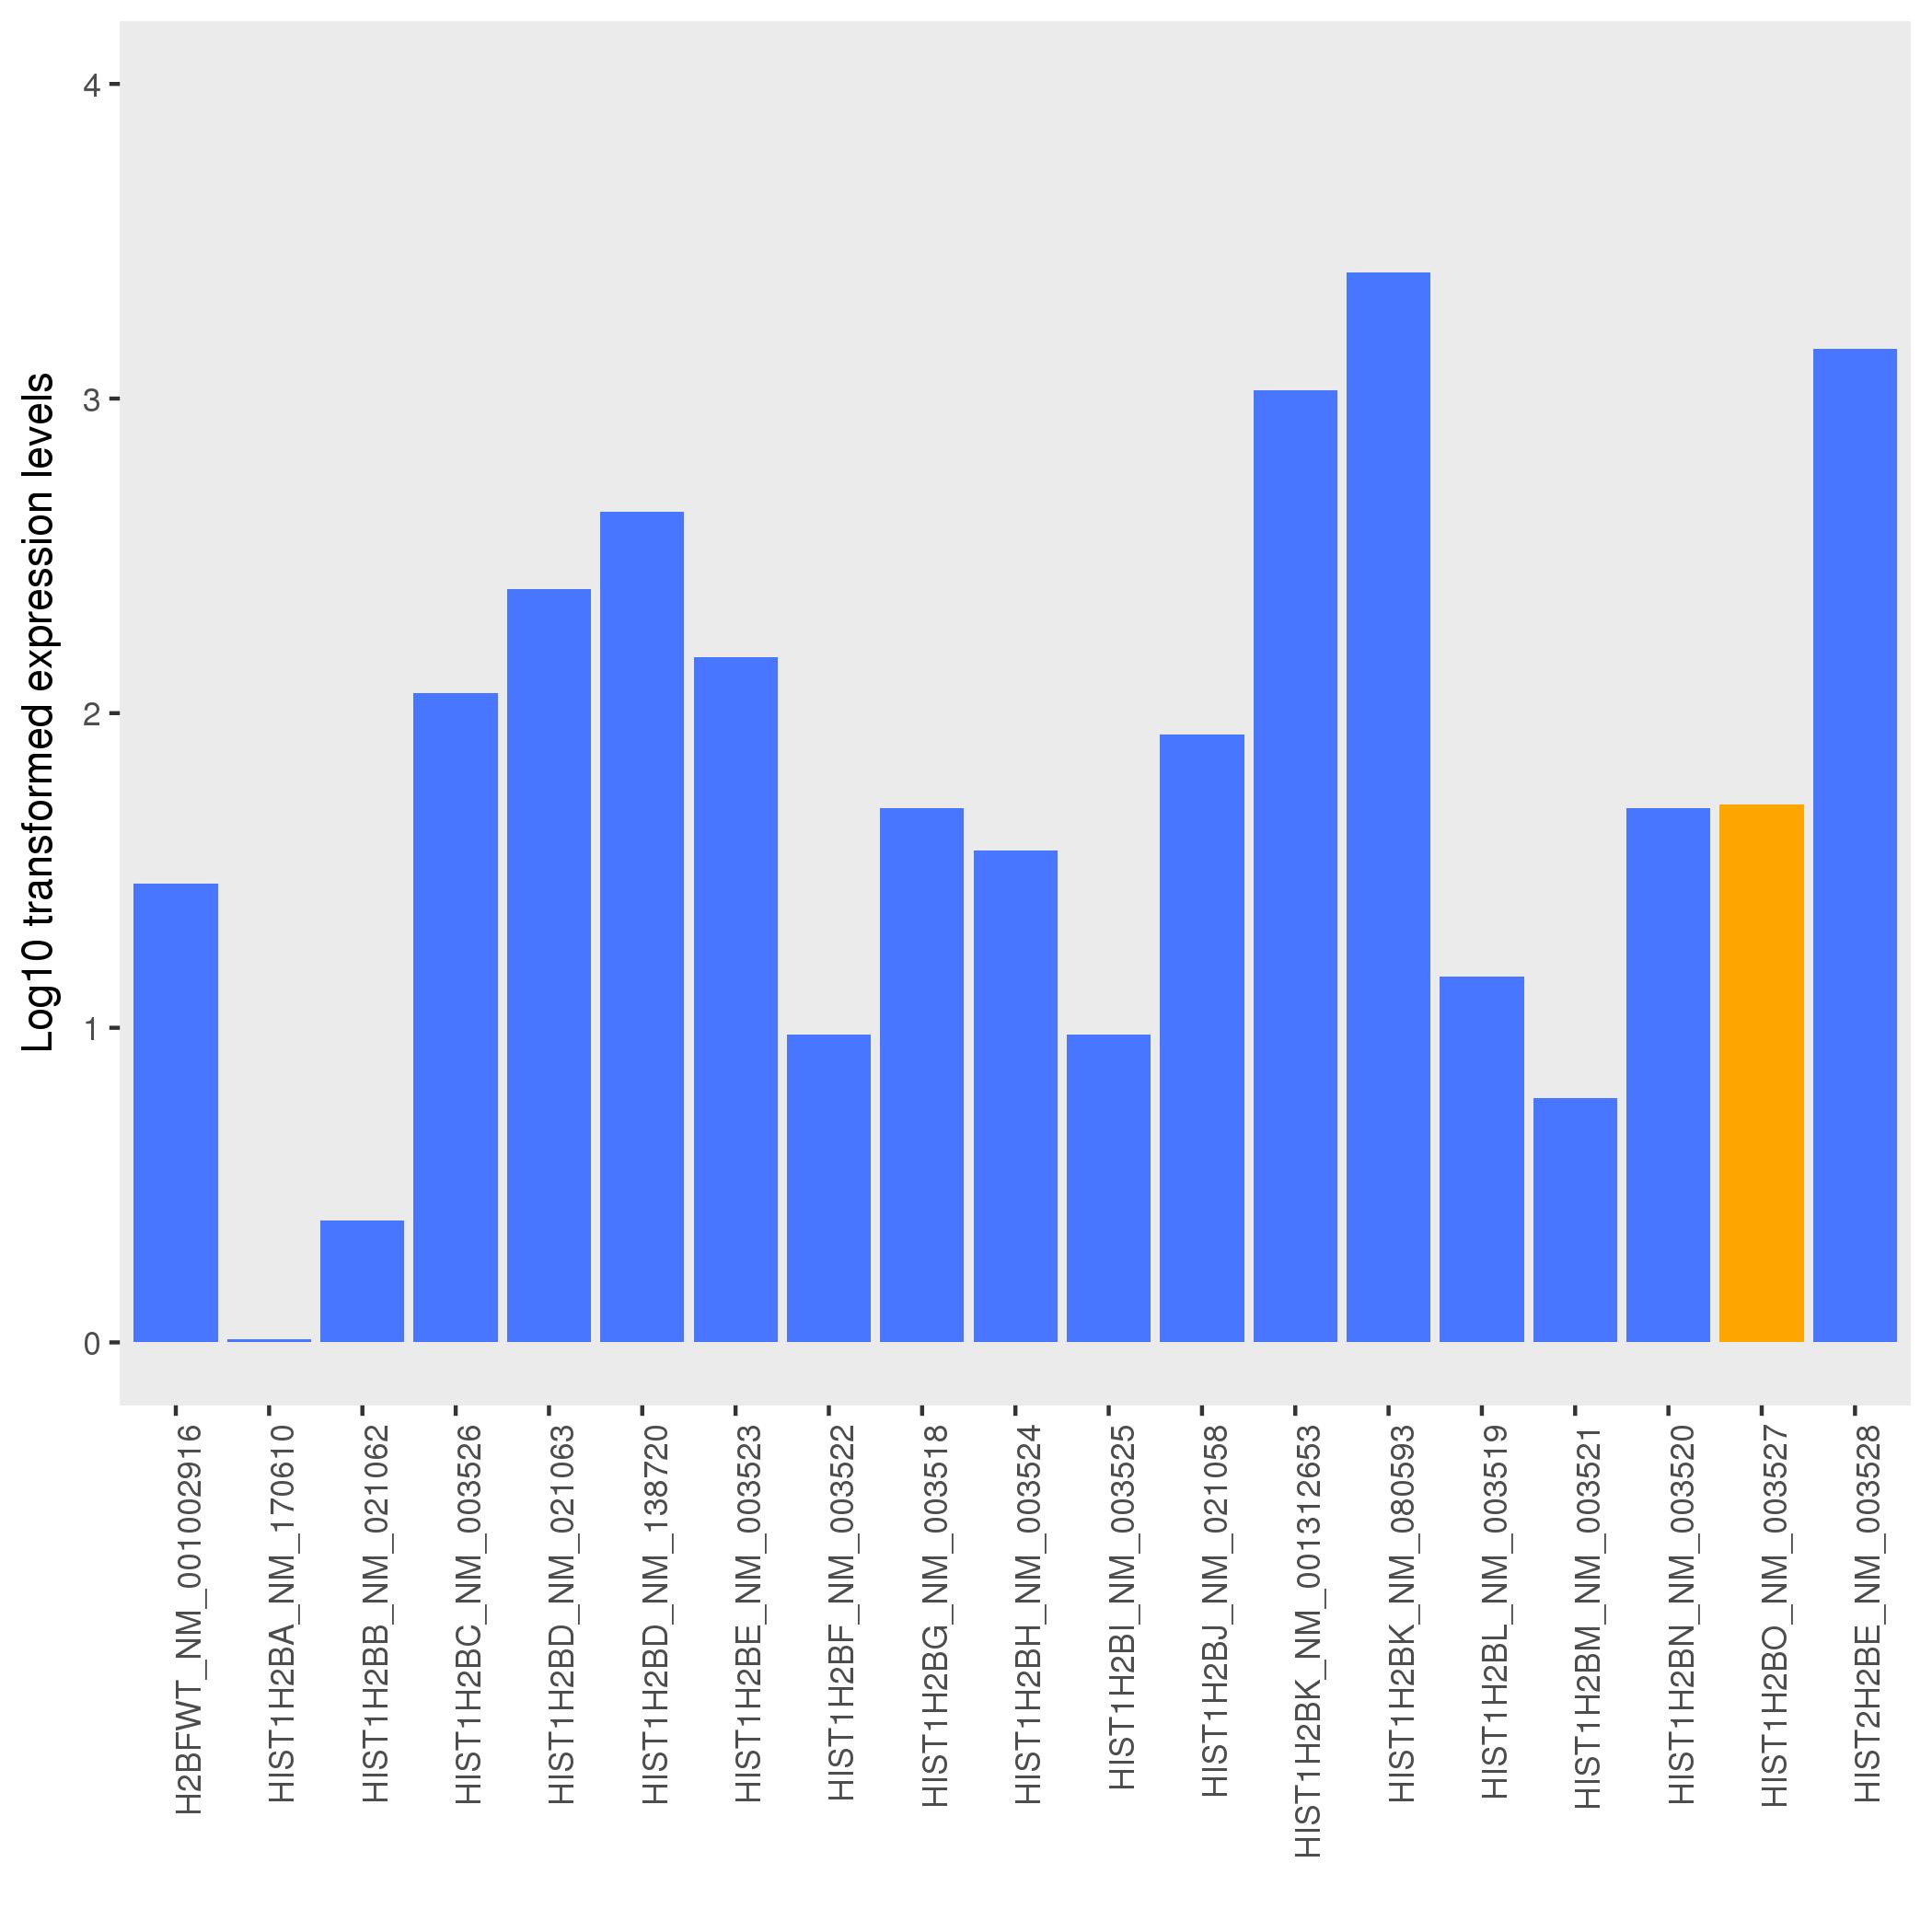 Log10 transformed expression levels
4
3
2
1
0
H2BFWT_NM_001002916
HIST1H2BA_NM_170610
HIST1H2BB_NM_021062
HIST1H2BC_NM_003526
HIST1H2BD_NM_021063
HIST1H2BD_NM_138720
HIST1H2BE_NM_003523
HIST1H2BF_NM_003522
HIST1H2BG_NM_003518
HIST1H2BH_NM_003524
HIST1H2BI_NM_003525
HIST1H2BJ_NM_021058
HIST1H2BK_NM_001312653
HIST1H2BK_NM_080593
HIST1H2BL_NM_003519
HIST1H2BM_NM_003521
HIST1H2BN_NM_003520
HIST1H2BO_NM_003527
HIST2H2BE_NM_003528